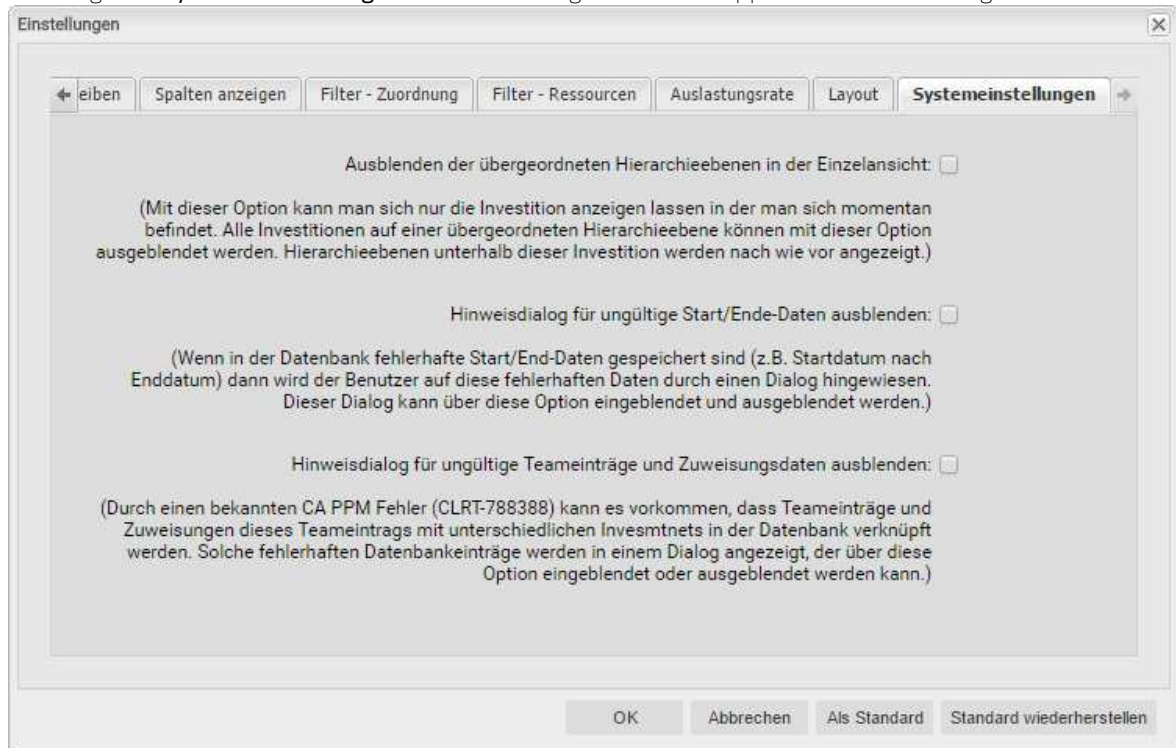 Einstellungen
eiben
Spalten anzeigen
Filter - Zuordnung
Filter - Ressourcen
Auslastungsrate
Layout
Systemeinstellungen
Ausblenden der übergeordneten Hierarchieebenen in der Einzelansicht:
(Mit dieser Option kann man sich nur die Investition anzeigen lassen in der man sich momentan
befindet. Alle Investitionen auf einer übergeordneten Hierarchieebene können mit dieser Option
ausgeblendet werden. Hierarchieebenen unterhalb dieser Investition werden nach wie vor angezeigt.)
Hinweisdialog für ungültige Start/Ende-Daten ausblenden:
(Wenn in der Datenbank fehlerhafte Start/End-Daten gespeichert sind (z.B. Startdatum nach
Enddatum) dann wird der Benutzer auf diese fehlerhaften Daten durch einen Dialog hingewiesen.
Dieser Dialog kann über diese Option eingeblendet und ausgeblendet werden.)
Hinweisdialog für ungültige Teameinträge und Zuweisungsdaten ausblenden:
(Durch einen bekannten CA PPM Fehler (CLRT-788388) kann es vorkommen, dass Teameinträge und
Zuweisungen dieses Teameintrags mit unterschiedlichen Invesmtnets in der Datenbank verknüpft
werden. Solche fehlerhaften Datenbankeinträge werden in einem Dialog angezeigt, der über diese
Option eingeblendet oder ausgeblendet werden kann.)
OK
Abbrechen
Als Standard
Standard wiederherstellen